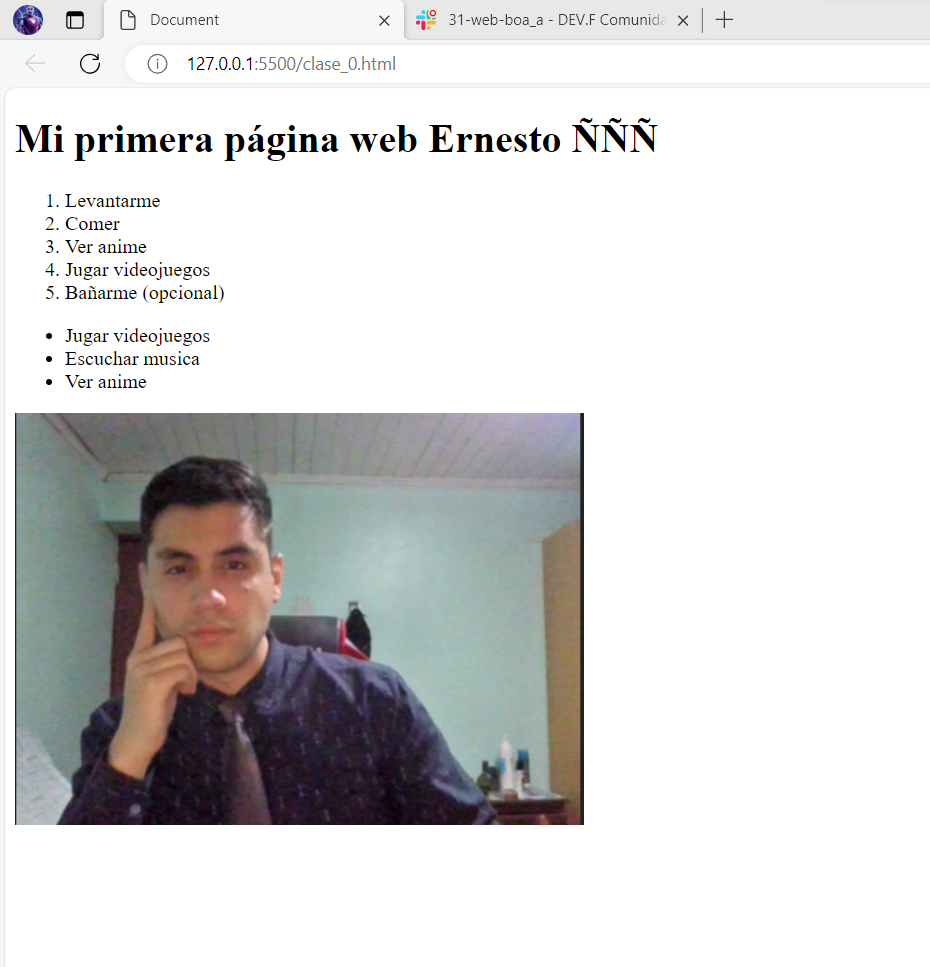 Document
31-web-boa_a - DEV.F Comunida
127.0.0.1:5500/clase_0.html
Mi primera página web Ernesto ÑÑÑ
1. Levantarme
2. Comer
3. Ver anime
4. Jugar videojuegos
5. Bañarme (opcional)
• Jugar videojuegos
• Escuchar musica
• Ver anime